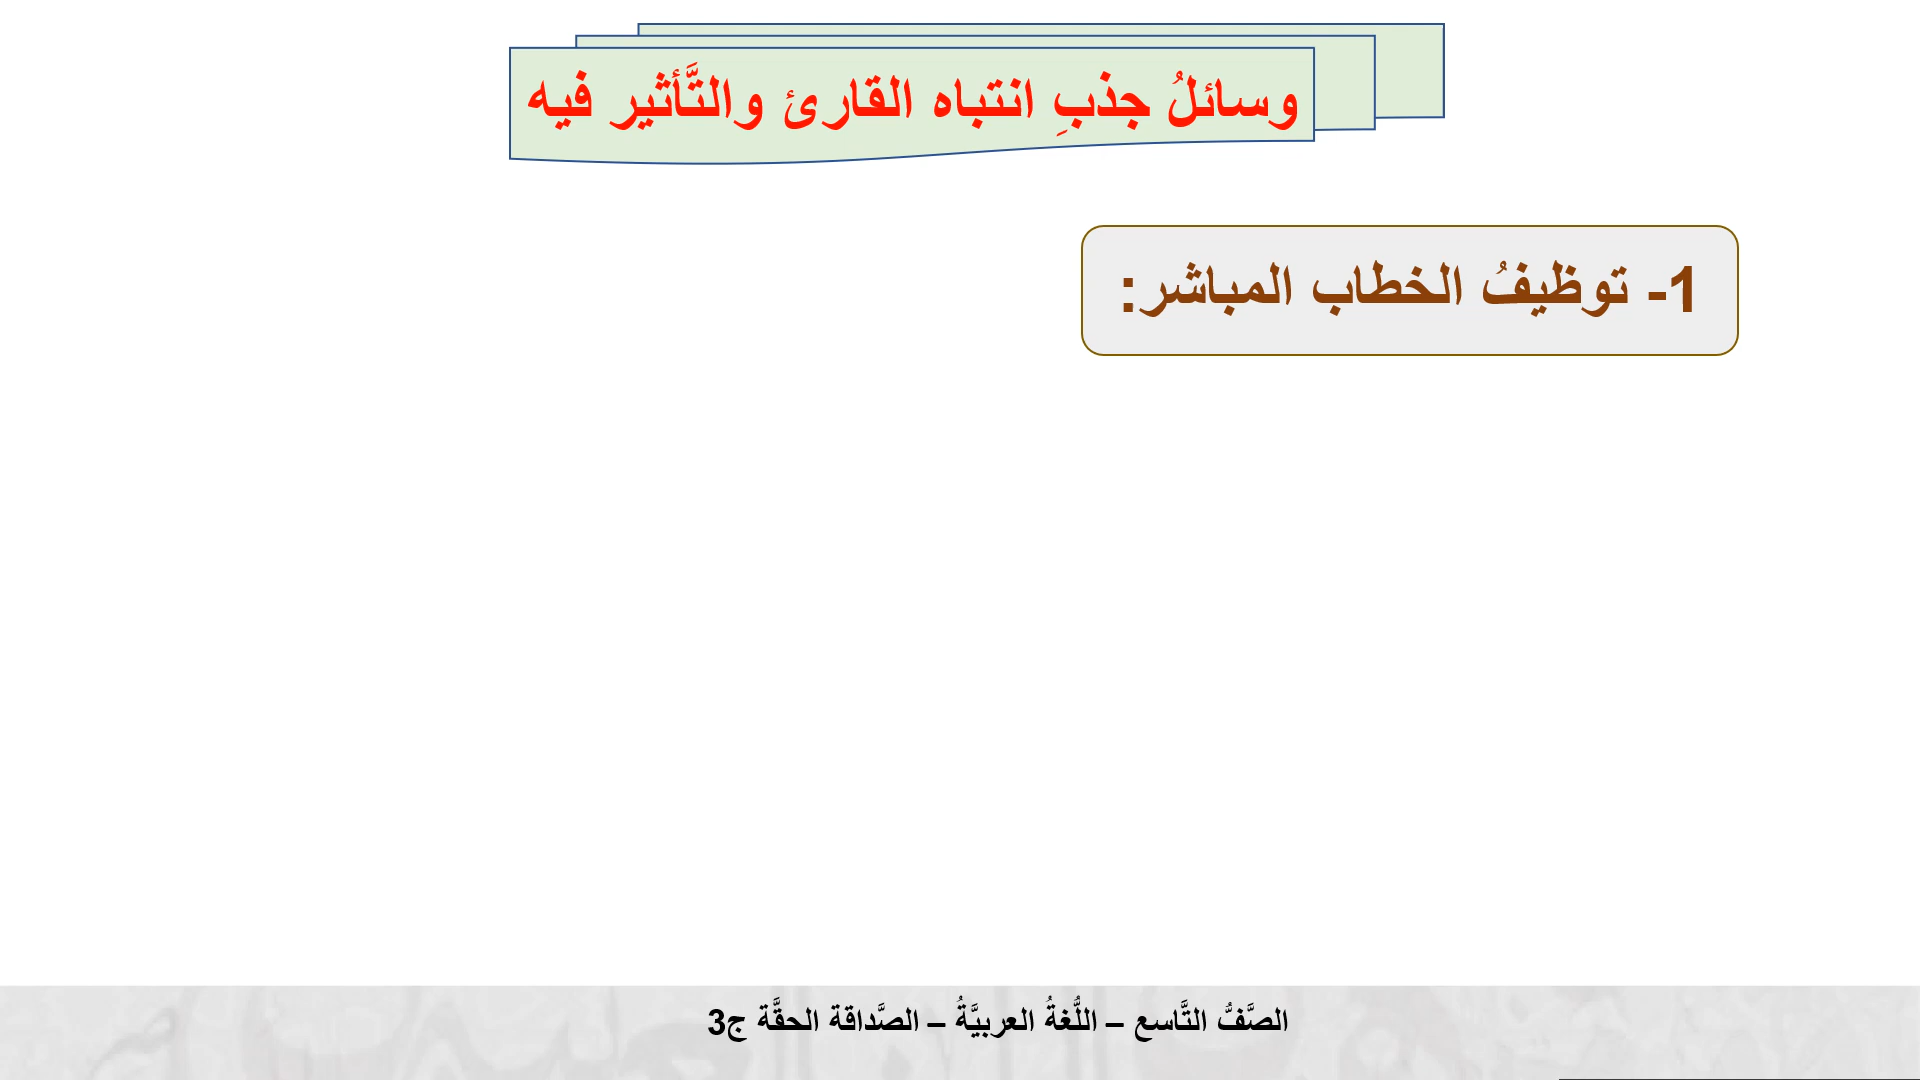 وسائلُ جذبِ انتباه القارئ والتَّأثير فيه
1- توظيفُ الخطاب المباشر:
الصَّفُّ التَّاسع – اللُّغةُ العربيَّةُ – الصَّداقة الحقَّة ج3